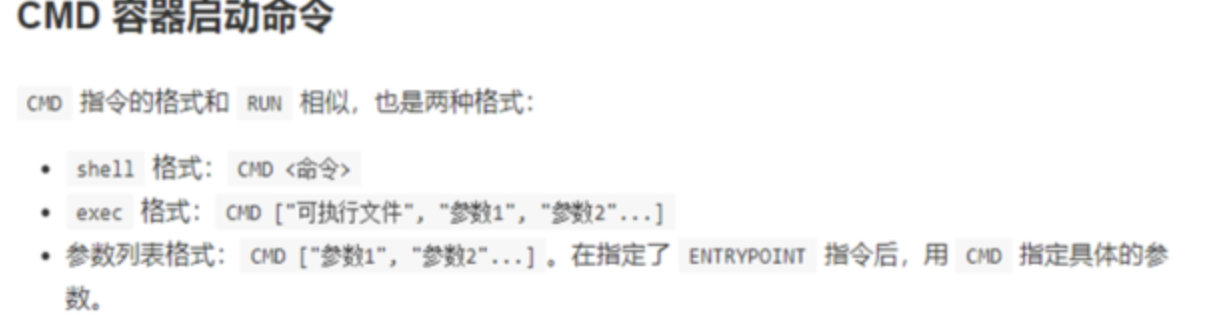 CMD 容器启动命令
CMD 指令的格式和 RUN 相似，也是两种格式：
• shell 格式： CMD <命令>
• exec 格式： CMD ["可执行文件", "参数1", "参数2"...]
• 参数列表格式： CMD ["参数1", "参数2"...] 。在指定了 ENTRYPOINT 指令后，用 CMD 指定具体的参
数。